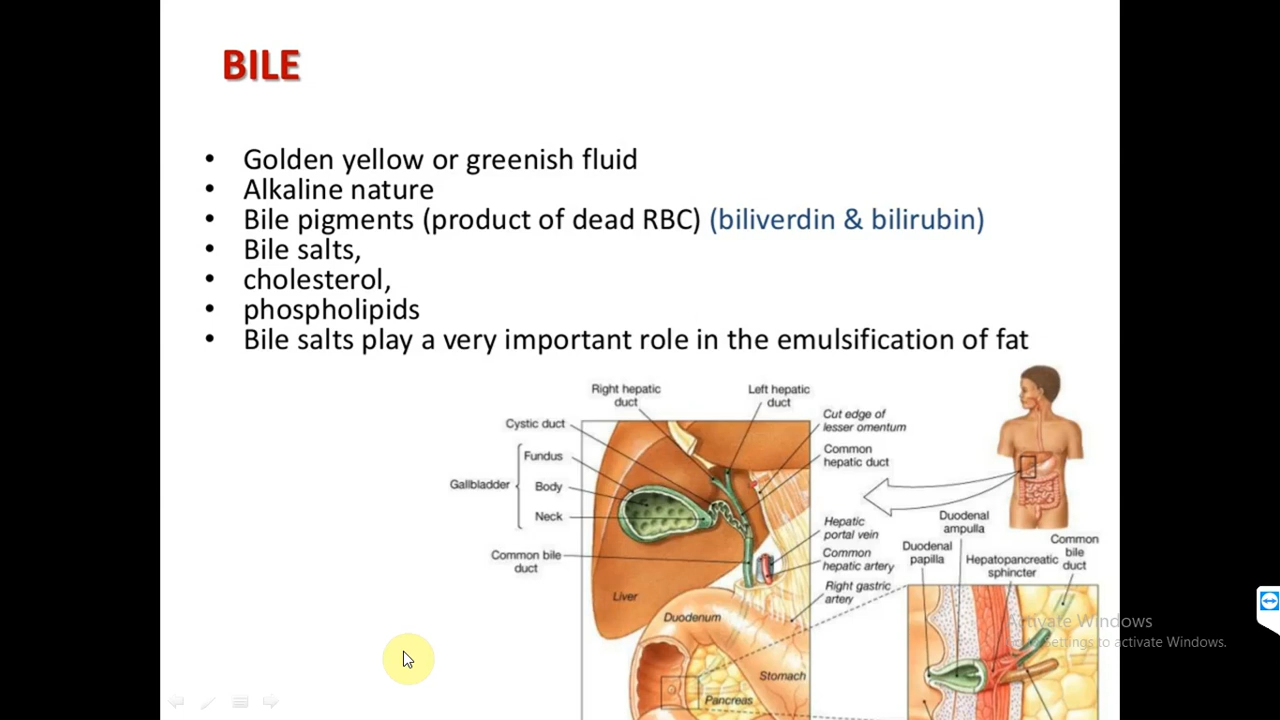 BILE
• Golden yellow or greenish fluid
• Alkaline nature
• Bile pigments (product of dead RBC) (biliverdin & bilirubin)
• Bile salts,
• cholesterol,
• phospholipids
• Bile salts play a very important role in the emulsification of fat
Right hepatic
duct
Left hepatic
duct
Cystic duct
Fundus
Gallbladder
Body
Neck
Common bile
duct
Cut edge of
lesser omentum
Common
hepatic duct
Hepatic
portal vein
Common
hepatic artery
Right gastric
artery
Liver
Duodenum
Stomach
Pancreas
Duodenal
ampulla
Duodenal
papilla
Hepatopancreatic
sphincter
Common
bile
duct
Activate Windows
Settings to activate Windows.